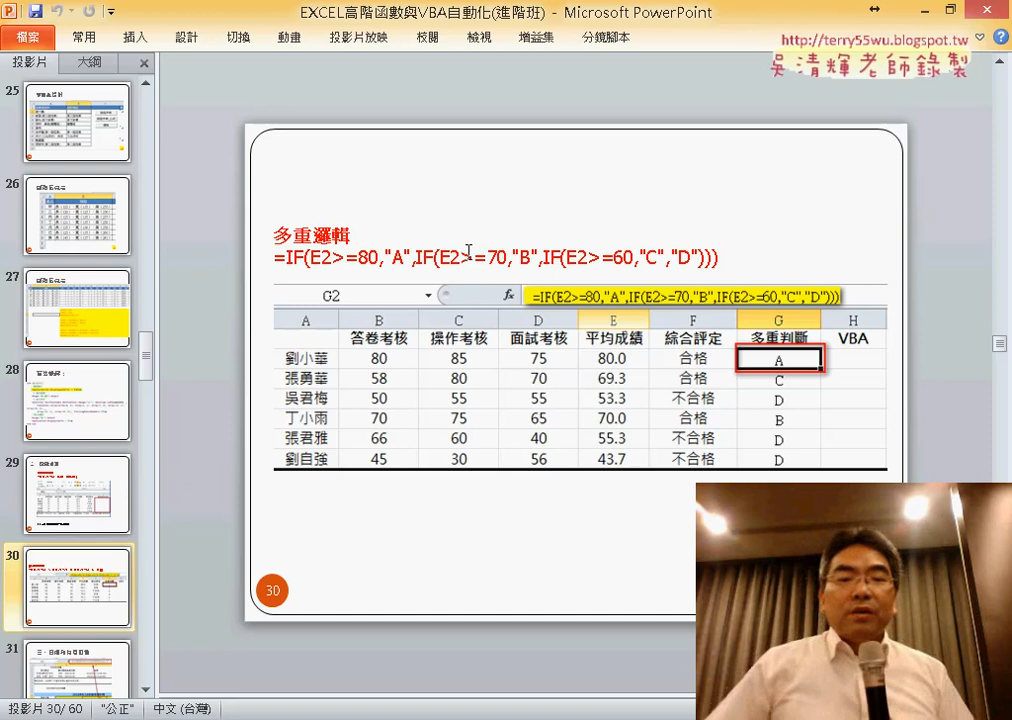 EXCEL高階函數與VBA自動化(進階班) - Microsoft PowerPoint
檔案 常用 插入 設計 切換 動畫 投影片放映 校閱 檢視 增益集 分鏡腳本
http://terry55wu.blogspot.tw
吳清輝老師錄製
投影片 大綱
25
26
27
28
29
30
31
多重邏輯
=IF(E2>=80,"A",IF(E2>=70,"B",IF(E2>=60,"C","D")))
G2 fx =IF(E2>=80,"A",IF(E2>=70,"B",IF(E2>=60,"C","D")))
A B C D E F G H
答卷考核 操作考核 面試考核 平均成績 綜合評定 多重判斷 VBA
劉小華 80 85 75 80.0 合格 A
張勇華 58 80 70 69.3 合格 C
吳君梅 50 55 55 53.3 不合格 D
丁小雨 70 75 65 70.0 合格 B
張君雅 66 60 40 55.3 不合格 D
劉自強 45 30 56 43.7 不合格 D
30
投影片 30/ 60 "公正" 中文 (台灣)